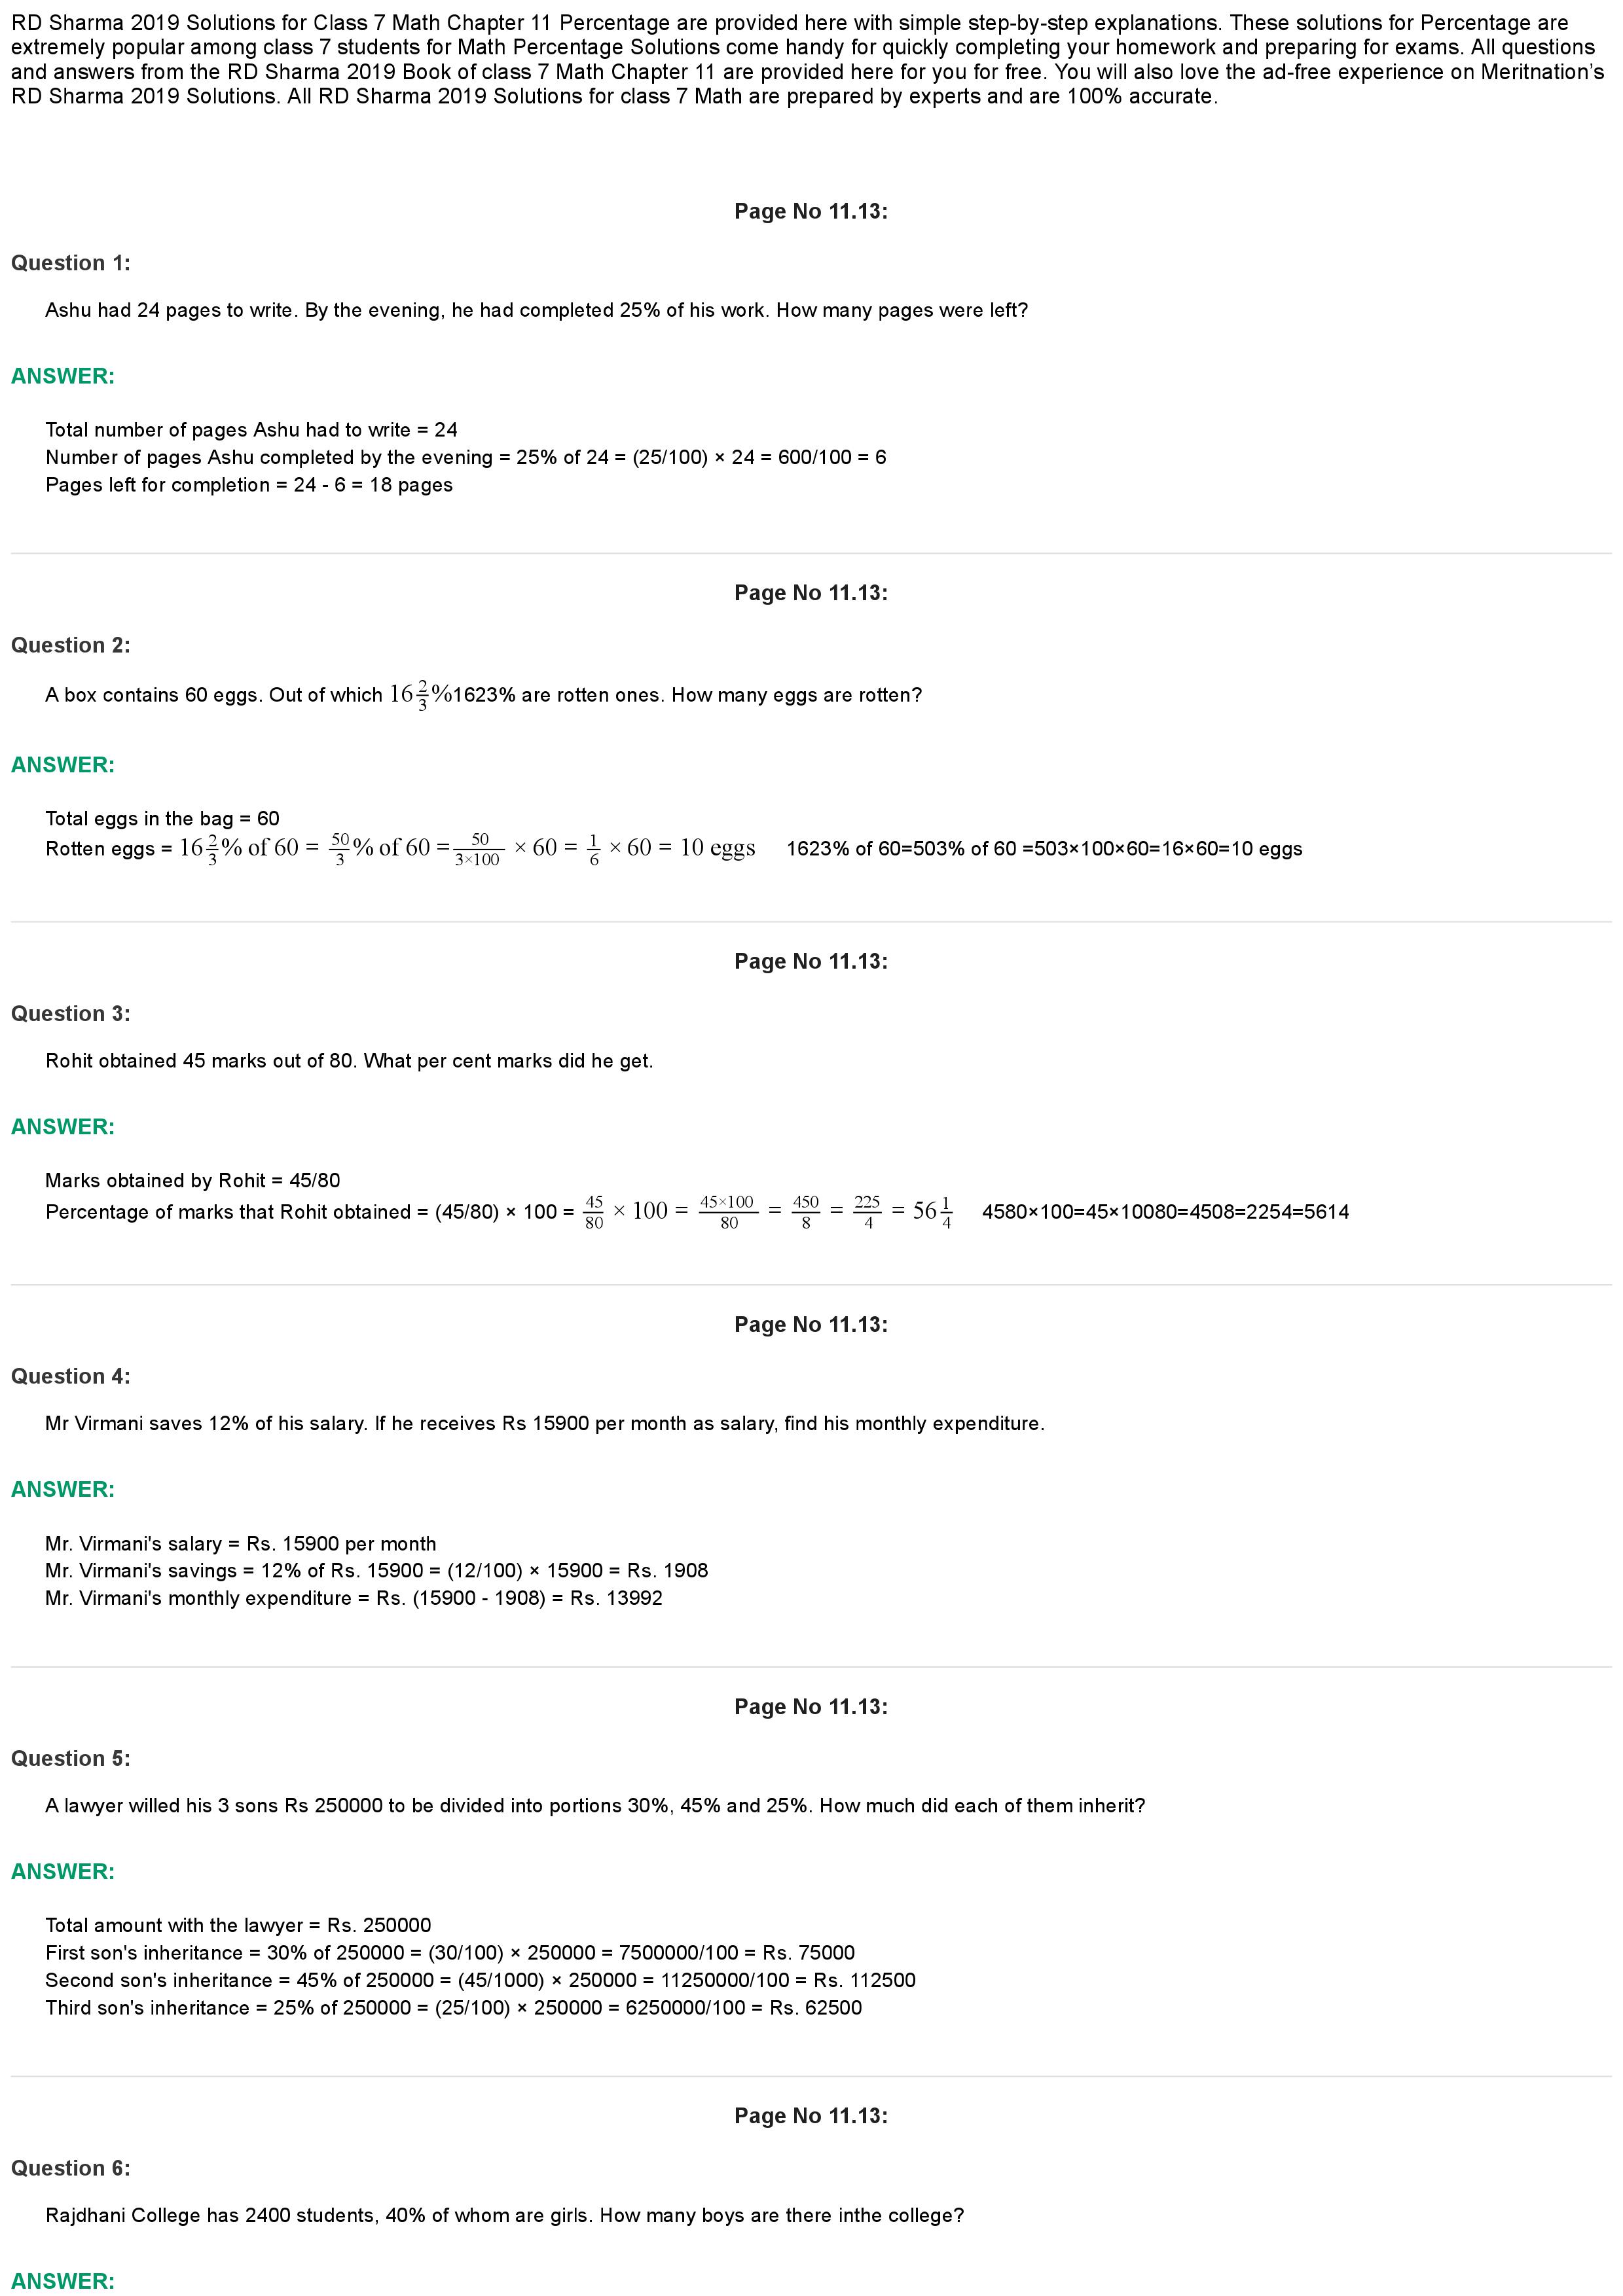 RD Sharma 2019 Solutions for Class 7 Math Chapter 11 Percentage are provided here with simple step-by-step explanations. These solutions for Percentage are
extremely popular among class 7 students for Math Percentage Solutions come handy for quickly completing your homework and preparing for exams. All questions
and answers from the RD Sharma 2019 Book of class 7 Math Chapter 11 are provided here for you for free. You will also love the ad-free experience on Meritnation’s
RD Sharma 2019 Solutions. All RD Sharma 2019 Solutions for class 7 Math are prepared by experts and are 100% accurate.
Page No 11.13:
Question 1:
Ashu had 24 pages to write. By the evening, he had completed 25% of his work. How many pages were left?
ANSWER:
Total number of pages Ashu had to write = 24
Number of pages Ashu completed by the evening = 25% of 24 = (25/100) × 24 = 600/100 = 6
Pages left for completion = 24 - 6 = 18 pages
Page No 11.13:
Question 2:
A box contains 60 eggs. Out of which 16 2/3 %1623% are rotten ones. How many eggs are rotten?
ANSWER:
Total eggs in the bag = 60
Rotten eggs = 16 2/3 % of 60 = 50/3 % of 60 = 50/(3×100) × 60 = 1/6 × 60 = 10 eggs 1623% of 60=503% of 60 =503×100×60=16×60=10 eggs
Page No 11.13:
Question 3:
Rohit obtained 45 marks out of 80. What per cent marks did he get.
ANSWER:
Marks obtained by Rohit = 45/80
Percentage of marks that Rohit obtained = (45/80) × 100 = 45/80 × 100 = 45×100/80 = 450/8 = 225/4 = 56 1/4 4580×100=45×10080=4508=2254=5614
Page No 11.13:
Question 4:
Mr Virmani saves 12% of his salary. If he receives Rs 15900 per month as salary, find his monthly expenditure.
ANSWER:
Mr. Virmani's salary = Rs. 15900 per month
Mr. Virmani's savings = 12% of Rs. 15900 = (12/100) × 15900 = Rs. 1908
Mr. Virmani's monthly expenditure = Rs. (15900 - 1908) = Rs. 13992
Page No 11.13:
Question 5:
A lawyer willed his 3 sons Rs 250000 to be divided into portions 30%, 45% and 25%. How much did each of them inherit?
ANSWER:
Total amount with the lawyer = Rs. 250000
First son's inheritance = 30% of 250000 = (30/100) × 250000 = 7500000/100 = Rs. 75000
Second son's inheritance = 45% of 250000 = (45/1000) × 250000 = 11250000/100 = Rs. 112500
Third son's inheritance = 25% of 250000 = (25/100) × 250000 = 6250000/100 = Rs. 62500
Page No 11.13:
Question 6:
Rajdhani College has 2400 students, 40% of whom are girls. How many boys are there inthe college?
ANSWER: